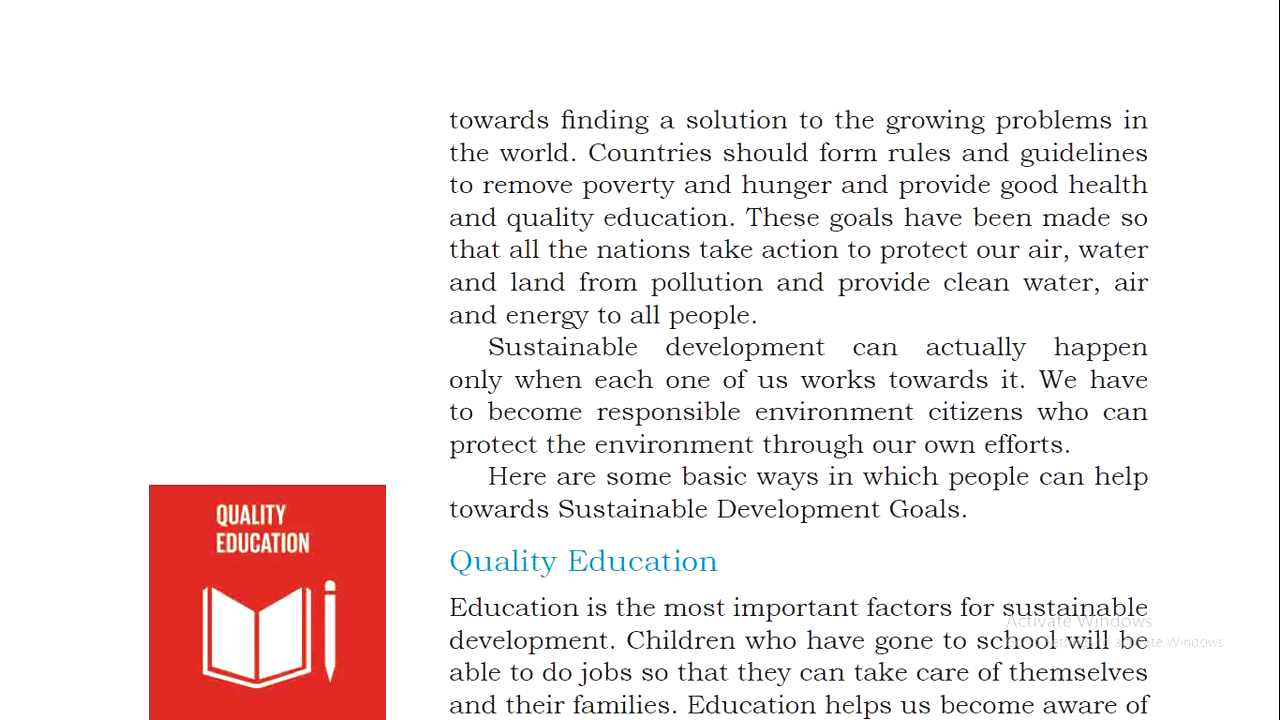 towards finding a solution to the growing problems in
the world. Countries should form rules and guidelines
to remove poverty and hunger and provide good health
and quality education. These goals have been made so
that all the nations take action to protect our air, water
and land from pollution and provide clean water, air
and energy to all people.
Sustainable development can actually happen
only when each one of us works towards it. We have
to become responsible environment citizens who can
protect the environment through our own efforts.
Here are some basic ways in which people can help
towards Sustainable Development Goals.
QUALITY
EDUCATION
Quality Education
Education is the most important factors for sustainable
development. Children who have gone to school will be
able to do jobs so that they can take care of themselves
and their families. Education helps us become aware of
Activate Windows